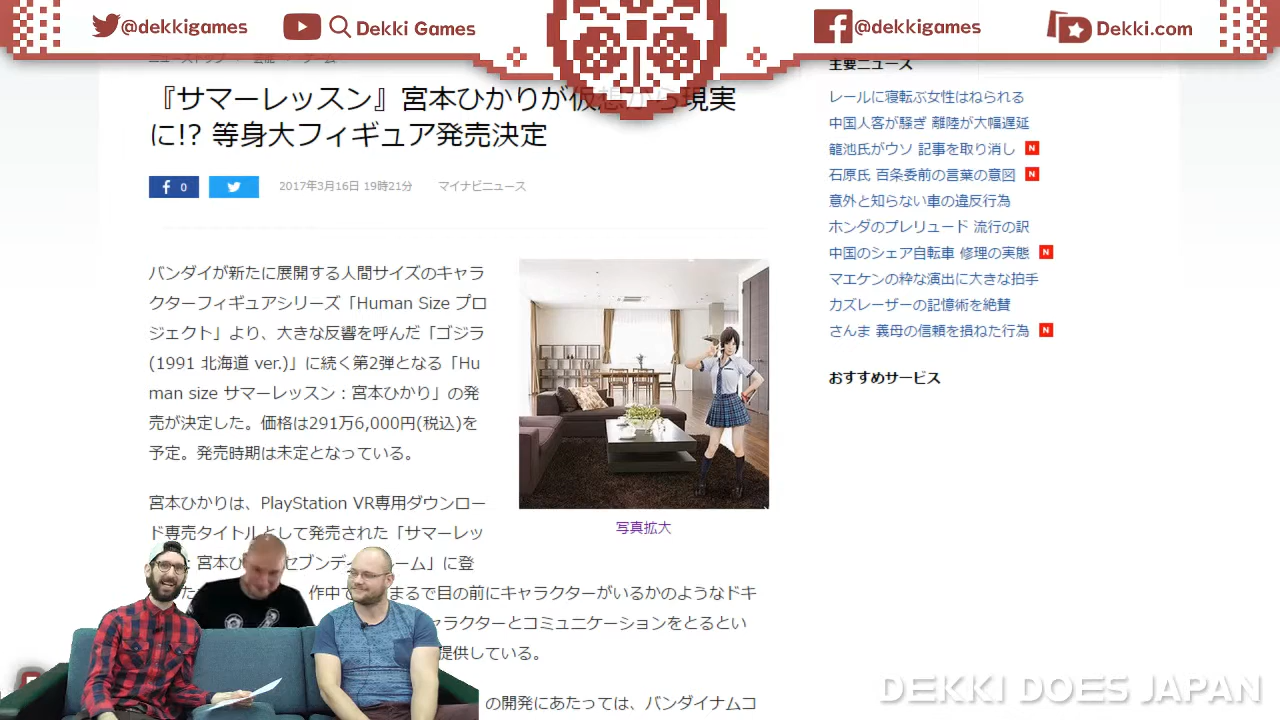 @dekkigames
Dekki Games
@dekkigames
Dekki.com
主要ニュース
『サマーレッスン』宮本ひかりが仮想から現実
に!? 等身大フィギュア発売決定
0
2017年3月16日 19時21分
マイナビニュース
バンダイが新たに展開する人間サイズのキャラ
クターフィギュアシリーズ「Human Size プロ
ジェクト」より、大きな反響を呼んだ「ゴジラ
(1991 北海道 ver.)」に続く第2弾となる「Hu
man size サマーレッスン：宮本ひかり」の発
売が決定した。価格は291万6,000円(税込)を
予定。発売時期は未定となっている。
写真拡大
宮本ひかりは、PlayStation VR専用ダウンロー
ド専売タイトルとして発売された「サマーレッ
：宮本ひ
セブンデイ
ルーム」に登
作中で
まるで目の前にキャラクターがいるかのようなドキ
ャラクターとコミュニケーションをとるとい
提供している。
の開発にあたっては、バンダイナムコ
レールに寝転ぶ女性はねられる
中国人客が騒ぎ 離陸が大幅遅延
籠池氏がウソ 記事を取り消し N
石原氏 百条委前の言葉の意図 N
意外と知らない車の違反行為
ホンダのプレリュード 流行の訳
中国のシェア自転車 修理の実態 N
マエケンの粋な演出に大きな拍手
カズレーザーの記憶術を絶賛
さんま 義母の信頼を損ねた行為 N
おすすめサービス
DEKKI DOES JAPAN